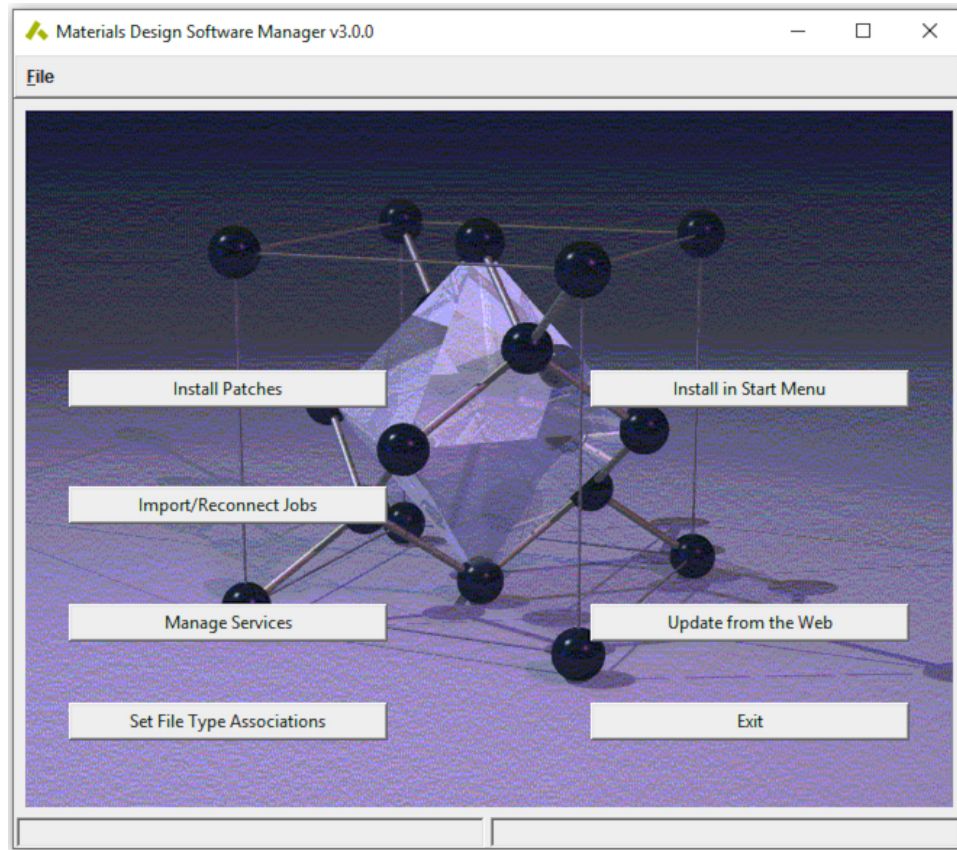 Materials Design Software Manager v3.0.0
File
Install Patches
Install in Start Menu
Import/Reconnect Jobs
Manage Services
Update from the Web
Set File Type Associations
Exit